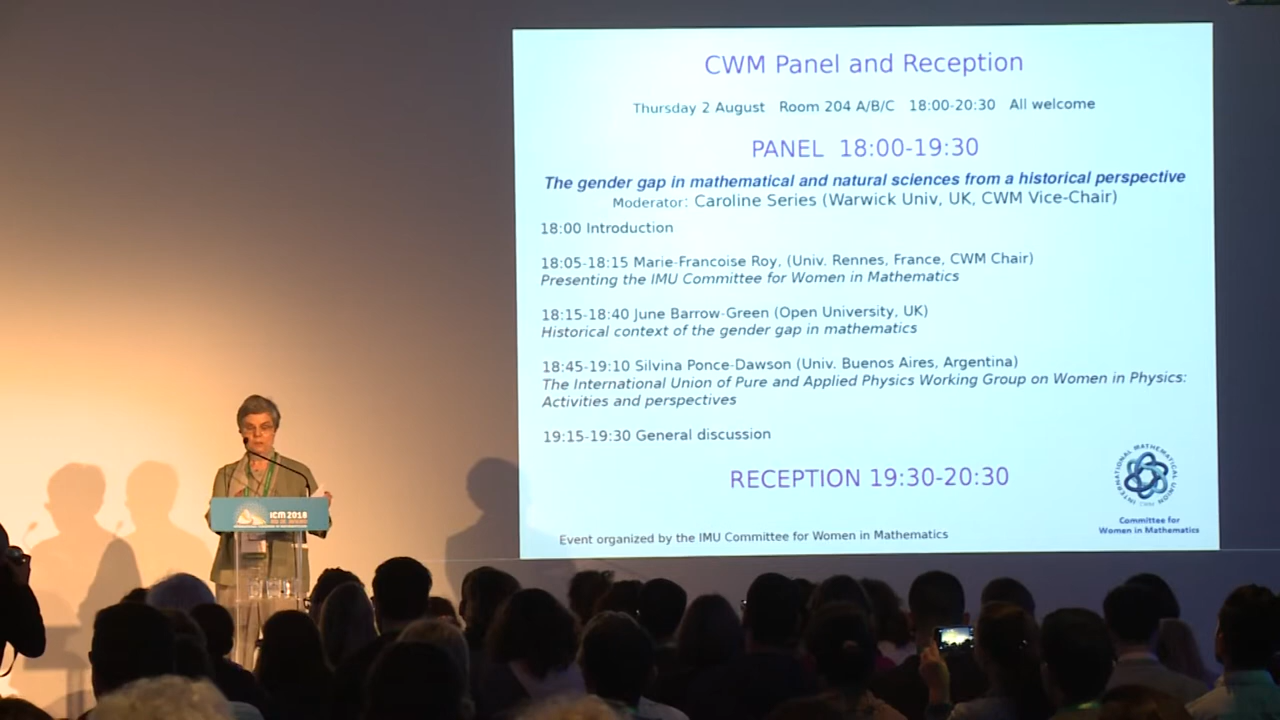 CWM Panel and Reception
Thursday 2 August Room 204 A/B/C 18:00-20:30 All welcome
PANEL 18:00-19:30
The gender gap in mathematical and natural sciences from a historical perspective
Moderator: Caroline Series (Warwick Univ, UK, CWM Vice-Chair)
18:00 Introduction
18:05-18:15 Marie-Francoise Roy, (Univ. Rennes, France, CWM Chair)
Presenting the IMU Committee for Women in Mathematics
18:15-18:40 June Barrow-Green (Open University, UK)
Historical context of the gender gap in mathematics
18:45-19:10 Silvina Ponce-Dawson (Univ. Buenos Aires, Argentina)
The International Union of Pure and Applied Physics Working Group on Women in Physics:
Activities and perspectives
19:15-19:30 General discussion
RECEPTION 19:30-20:30
INTERNATIONAL MATHEMATICAL UNION
Committee for
Women in Mathematics
Event organized by the IMU Committee for Women in Mathematics
ICM 2018